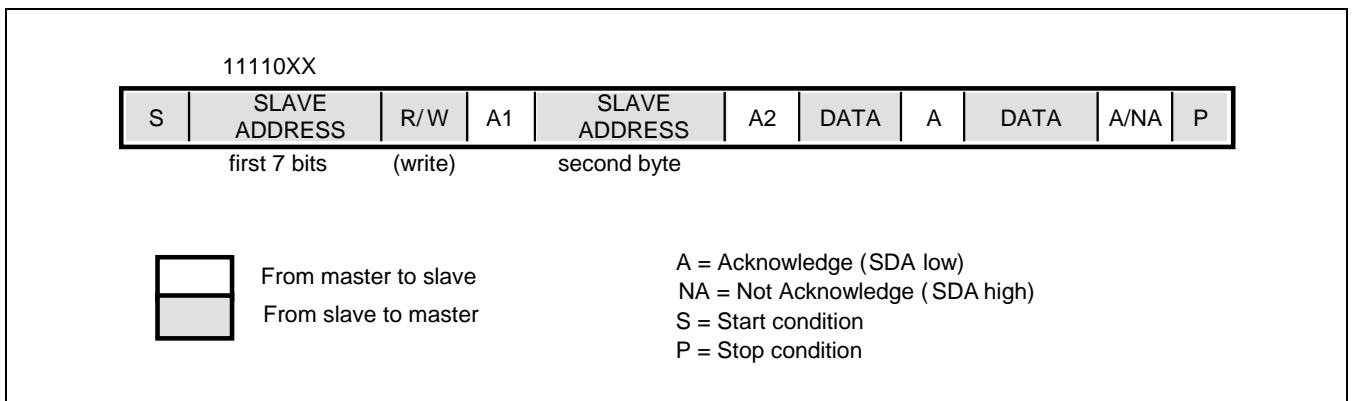 11110XX
S SLAVE ADDRESS R/W A1 SLAVE ADDRESS A2 DATA A DATA A/NA P
first 7 bits (write) second byte
From master to slave
From slave to master
A = Acknowledge (SDA low)
NA = Not Acknowledge (SDA high)
S = Start condition
P = Stop condition